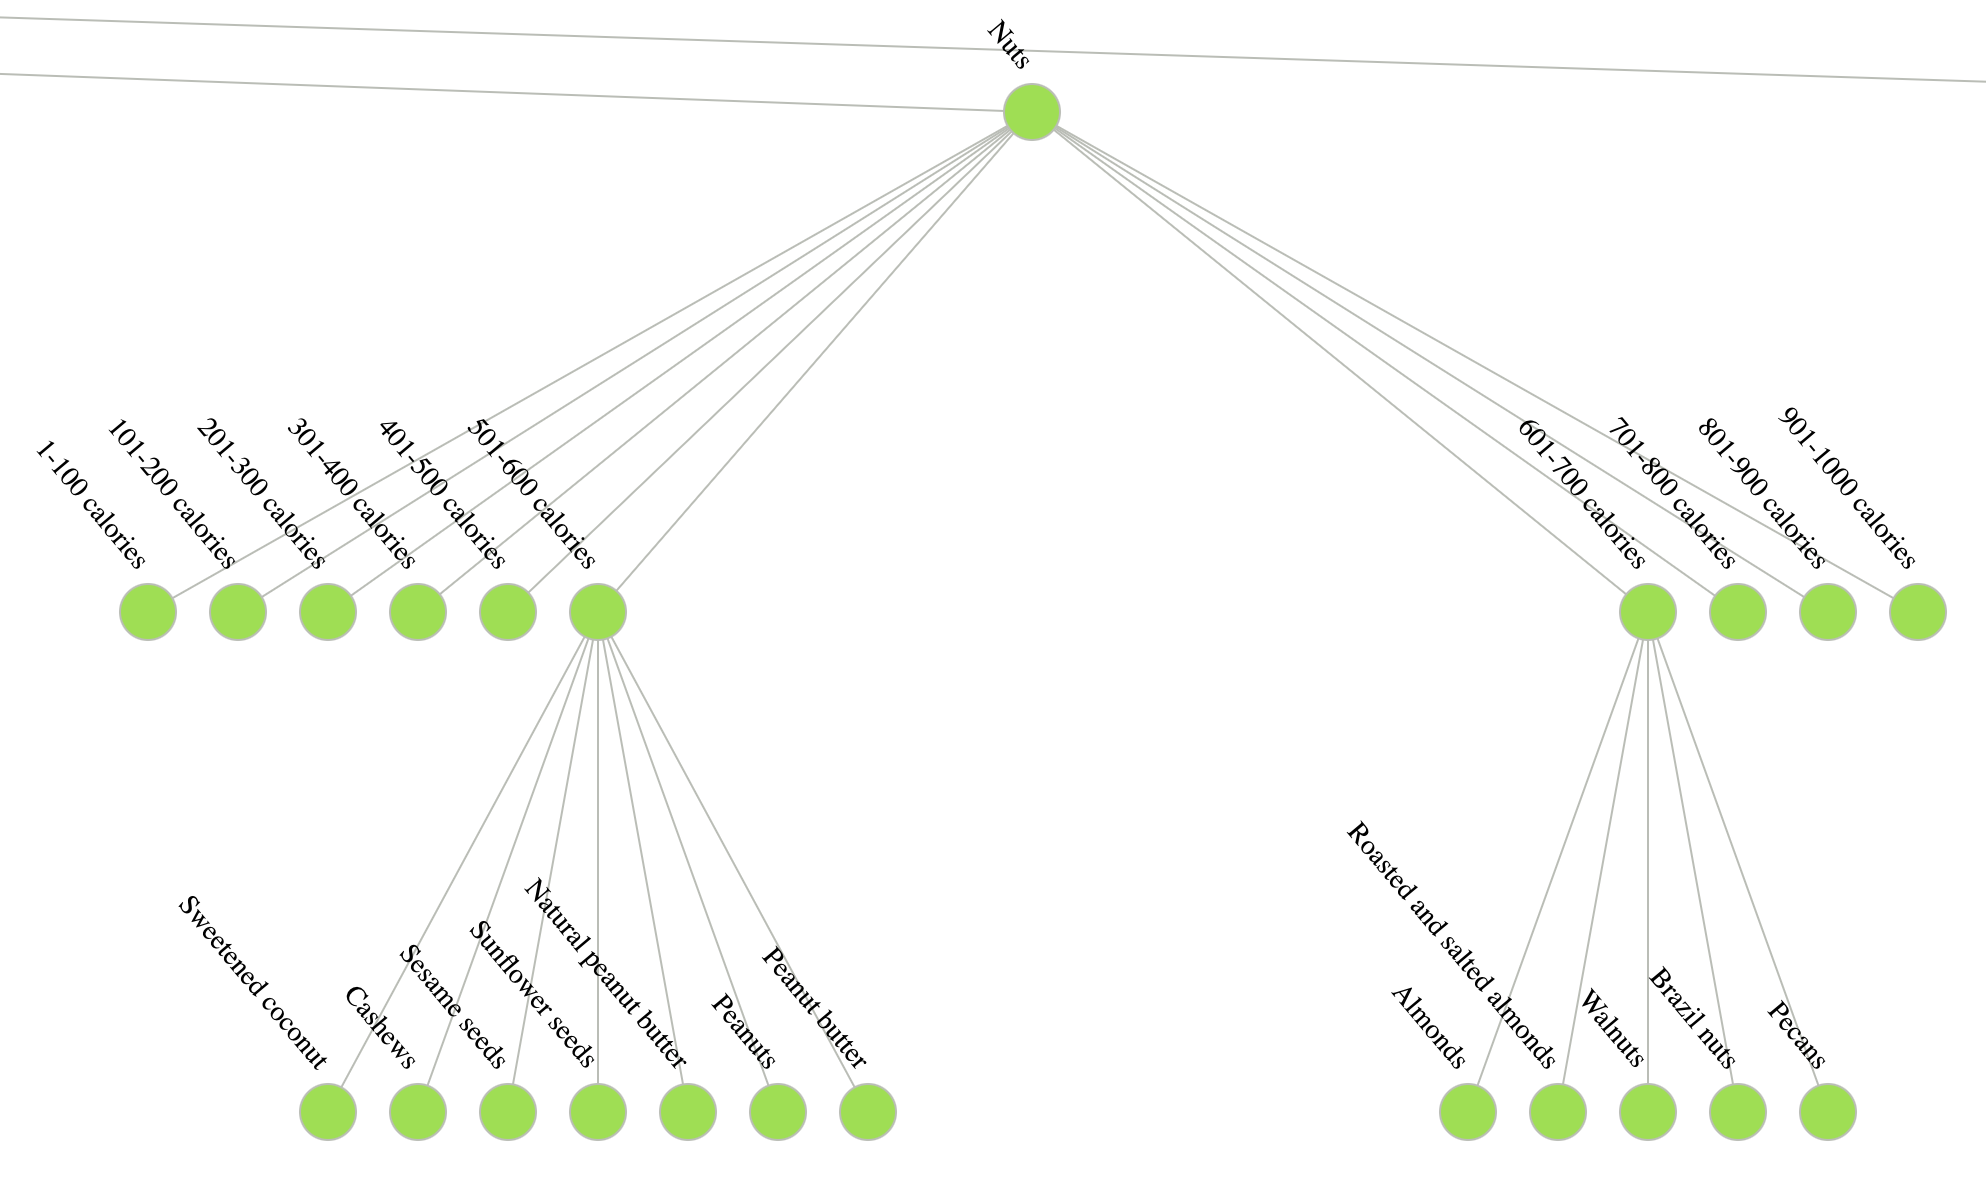 Nuts
1-100 calories
101-200 calories
201-300 calories
301-400 calories
401-500 calories
501-600 calories
601-700 calories
701-800 calories
801-900 calories
901-1000 calories
Sweetened coconut
Cashews
Sesame seeds
Sunflower seeds
Natural peanut butter
Peanuts
Peanut butter
Almonds
Roasted and salted almonds
Walnuts
Brazil nuts
Pecans